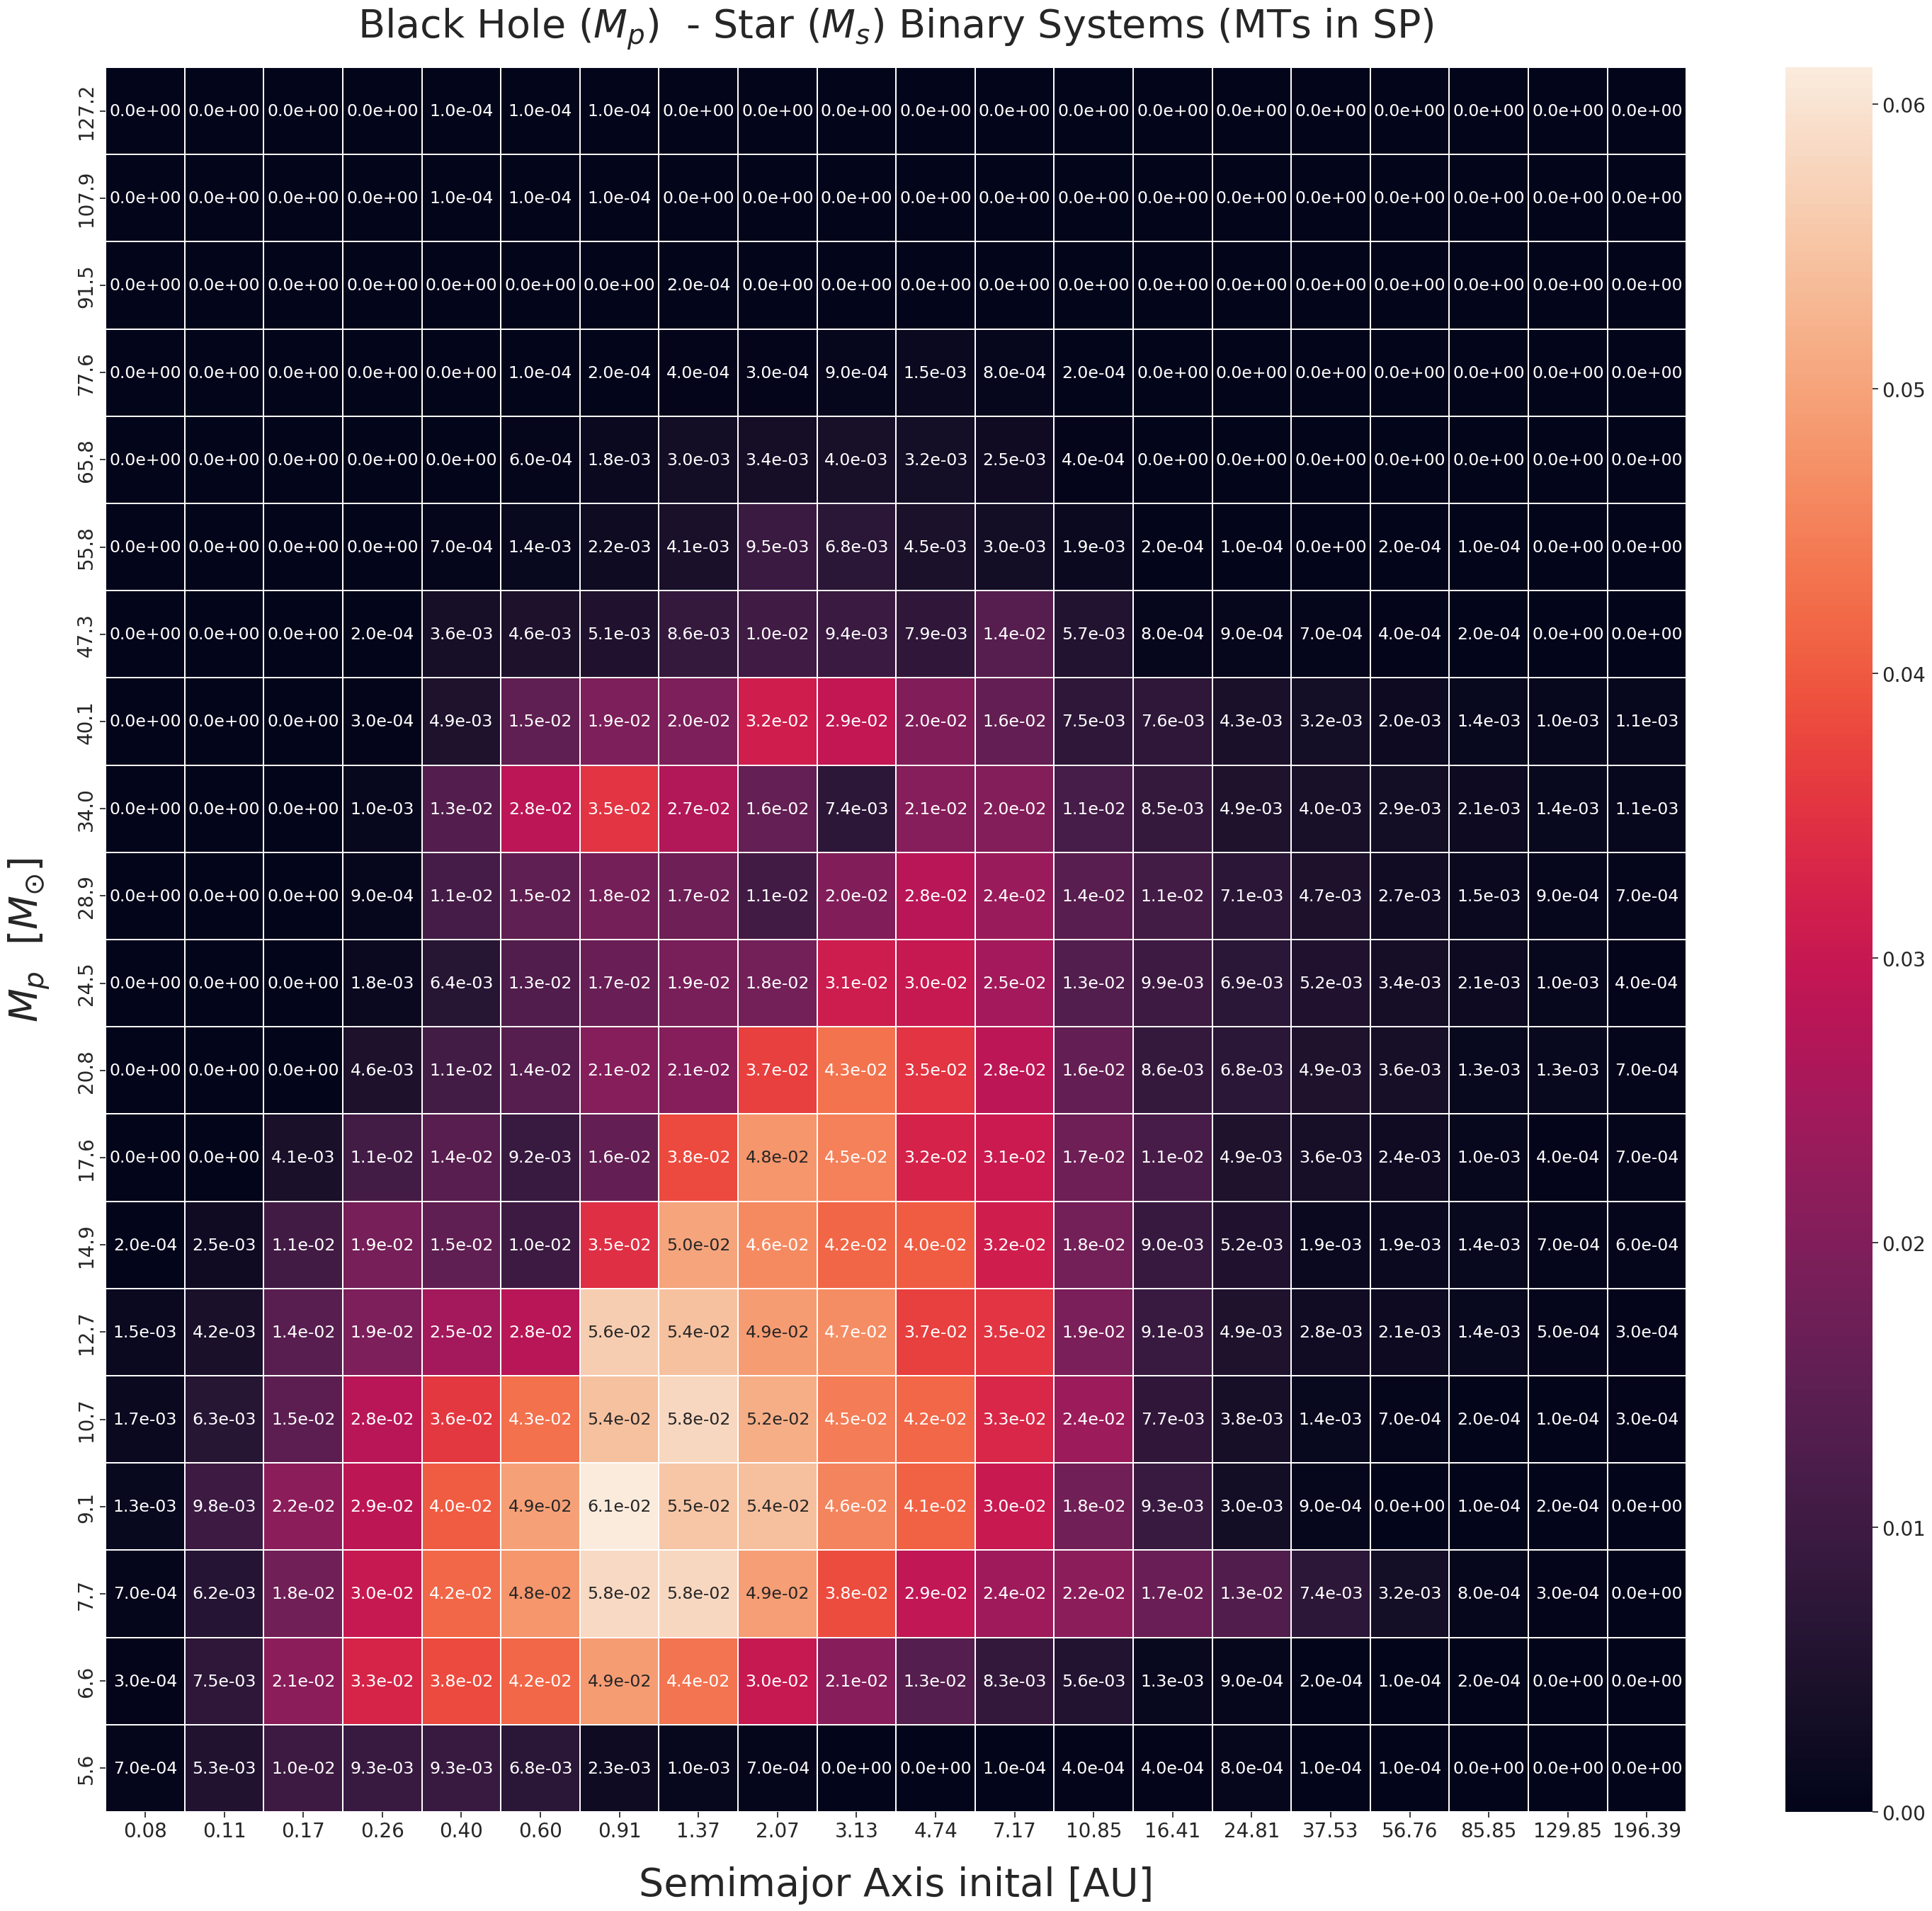 Black Hole (Mp) - Star (Ms) Binary Systems (MTs in SP)
127.2 0.0e+00 0.0e+00 0.0e+00 0.0e+00 1.0e-04 1.0e-04 1.0e-04 0.0e+00 0.0e+00 0.0e+00 0.0e+00 0.0e+00 0.0e+00 0.0e+00 0.0e+00 0.0e+00 0.0e+00 0.0e+00 0.0e+00 0.0e+00
107.9 0.0e+00 0.0e+00 0.0e+00 0.0e+00 1.0e-04 1.0e-04 1.0e-04 0.0e+00 0.0e+00 0.0e+00 0.0e+00 0.0e+00 0.0e+00 0.0e+00 0.0e+00 0.0e+00 0.0e+00 0.0e+00 0.0e+00 0.0e+00
91.5 0.0e+00 0.0e+00 0.0e+00 0.0e+00 0.0e+00 0.0e+00 0.0e+00 2.0e-04 0.0e+00 0.0e+00 0.0e+00 0.0e+00 0.0e+00 0.0e+00 0.0e+00 0.0e+00 0.0e+00 0.0e+00 0.0e+00 0.0e+00
77.6 0.0e+00 0.0e+00 0.0e+00 0.0e+00 0.0e+00 1.0e-04 2.0e-04 4.0e-04 3.0e-04 9.0e-04 1.5e-03 8.0e-04 2.0e-04 0.0e+00 0.0e+00 0.0e+00 0.0e+00 0.0e+00 0.0e+00 0.0e+00
65.8 0.0e+00 0.0e+00 0.0e+00 0.0e+00 0.0e+00 6.0e-04 1.8e-03 3.0e-03 3.4e-03 4.0e-03 3.2e-03 2.5e-03 4.0e-04 0.0e+00 0.0e+00 0.0e+00 0.0e+00 0.0e+00 0.0e+00 0.0e+00
55.8 0.0e+00 0.0e+00 0.0e+00 0.0e+00 7.0e-04 1.4e-03 2.2e-03 4.1e-03 9.5e-03 6.8e-03 4.5e-03 3.0e-03 1.9e-03 2.0e-04 1.0e-04 0.0e+00 2.0e-04 1.0e-04 0.0e+00 0.0e+00
47.3 0.0e+00 0.0e+00 0.0e+00 2.0e-04 3.6e-03 4.6e-03 5.1e-03 8.6e-03 1.0e-02 9.4e-03 7.9e-03 1.4e-02 5.7e-03 8.0e-04 9.0e-04 7.0e-04 4.0e-04 2.0e-04 0.0e+00 0.0e+00
40.1 0.0e+00 0.0e+00 0.0e+00 3.0e-04 4.9e-03 1.5e-02 1.9e-02 2.0e-02 3.2e-02 2.9e-02 2.0e-02 1.6e-02 7.5e-03 7.6e-03 4.3e-03 3.2e-03 2.0e-03 1.4e-03 1.0e-03 1.1e-03
34.0 0.0e+00 0.0e+00 0.0e+00 1.0e-03 1.3e-02 2.8e-02 3.5e-02 2.7e-02 1.6e-02 7.4e-03 2.1e-02 2.0e-02 1.1e-02 8.5e-03 4.9e-03 4.0e-03 2.9e-03 2.1e-03 1.4e-03 1.1e-03
28.9 0.0e+00 0.0e+00 0.0e+00 9.0e-04 1.1e-02 1.5e-02 1.8e-02 1.7e-02 1.1e-02 2.0e-02 2.8e-02 2.4e-02 1.4e-02 1.1e-02 7.1e-03 4.7e-03 2.7e-03 1.5e-03 9.0e-04 7.0e-04
24.5 0.0e+00 0.0e+00 0.0e+00 1.8e-03 6.4e-03 1.3e-02 1.7e-02 1.9e-02 1.8e-02 3.1e-02 3.0e-02 2.5e-02 1.3e-02 9.9e-03 6.9e-03 5.2e-03 3.4e-03 2.1e-03 1.0e-03 4.0e-04
20.8 0.0e+00 0.0e+00 0.0e+00 4.6e-03 1.1e-02 1.4e-02 2.1e-02 2.1e-02 3.7e-02 4.3e-02 3.5e-02 2.8e-02 1.6e-02 8.6e-03 6.8e-03 4.9e-03 3.6e-03 1.3e-03 1.3e-03 7.0e-04
17.6 0.0e+00 0.0e+00 4.1e-03 1.1e-02 1.4e-02 9.2e-03 1.6e-02 3.8e-02 4.8e-02 4.5e-02 3.2e-02 3.1e-02 1.7e-02 1.1e-02 4.9e-03 3.6e-03 2.4e-03 1.0e-03 4.0e-04 7.0e-04
14.9 2.0e-04 2.5e-03 1.1e-02 1.9e-02 1.5e-02 1.0e-02 3.5e-02 5.0e-02 4.6e-02 4.2e-02 4.0e-02 3.2e-02 1.8e-02 9.0e-03 5.2e-03 1.9e-03 1.9e-03 1.4e-03 7.0e-04 6.0e-04
12.7 1.5e-03 4.2e-03 1.4e-02 1.9e-02 2.5e-02 2.8e-02 5.6e-02 5.4e-02 4.9e-02 4.7e-02 3.7e-02 3.5e-02 1.9e-02 9.1e-03 4.9e-03 2.8e-03 2.1e-03 1.4e-03 5.0e-04 3.0e-04
10.7 1.7e-03 6.3e-03 1.5e-02 2.8e-02 3.6e-02 4.3e-02 5.4e-02 5.8e-02 5.2e-02 4.5e-02 4.2e-02 3.3e-02 2.4e-02 7.7e-03 3.8e-03 1.4e-03 7.0e-04 2.0e-04 1.0e-04 3.0e-04
9.1 1.3e-03 9.8e-03 2.2e-02 2.9e-02 4.0e-02 4.9e-02 6.1e-02 5.5e-02 5.4e-02 4.6e-02 4.1e-02 3.0e-02 1.8e-02 9.3e-03 3.0e-03 9.0e-04 0.0e+00 1.0e-04 2.0e-04 0.0e+00
7.7 7.0e-04 6.2e-03 1.8e-02 3.0e-02 4.2e-02 4.8e-02 5.8e-02 5.8e-02 4.9e-02 3.8e-02 2.9e-02 2.4e-02 2.2e-02 1.7e-02 1.3e-02 7.4e-03 3.2e-03 8.0e-04 3.0e-04 0.0e+00
6.6 3.0e-04 7.5e-03 2.1e-02 3.3e-02 3.8e-02 4.2e-02 4.9e-02 4.4e-02 3.0e-02 2.1e-02 1.3e-02 8.3e-03 5.6e-03 1.3e-03 9.0e-04 2.0e-04 1.0e-04 2.0e-04 0.0e+00 0.0e+00
5.6 7.0e-04 5.3e-03 1.0e-02 9.3e-03 9.3e-03 6.8e-03 2.3e-03 1.0e-03 7.0e-04 0.0e+00 0.0e+00 1.0e-04 4.0e-04 4.0e-04 8.0e-04 1.0e-04 1.0e-04 0.0e+00 0.0e+00 0.0e+00
0.08 0.11 0.17 0.26 0.40 0.60 0.91 1.37 2.07 3.13 4.74 7.17 10.85 16.41 24.81 37.53 56.76 85.85 129.85 196.39
Semimajor Axis inital [AU]
Mp [M⊙]
0.06
0.05
0.04
0.03
0.02
0.01
0.00